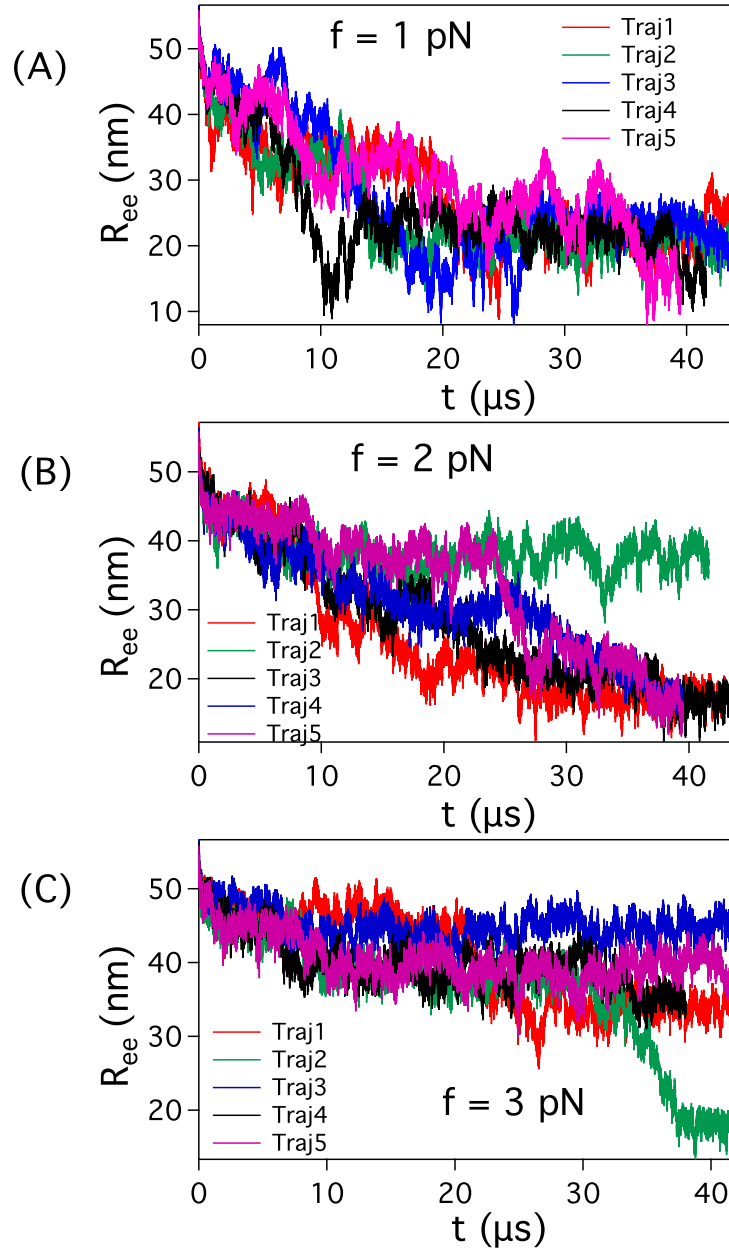 (A)
f = 1 pN
Traj1
Traj2
Traj3
Traj4
Traj5
R_ee (nm)
50
40
30
20
10
0 10 20 30 40
t (μs)
(B)
f = 2 pN
R_ee (nm)
50
40
30
20
Traj1
Traj2
Traj3
Traj4
Traj5
0 10 20 30 40
t (μs)
(C)
R_ee (nm)
50
40
30
20
Traj1
Traj2
Traj3
Traj4
Traj5
f = 3 pN
0 10 20 30 40
t (μs)